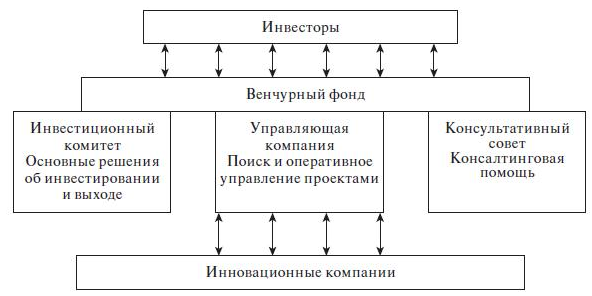 Инвесторы
Венчурный фонд
Инвестиционный
комитет
Основные решения
об инвестировании
и выходе
Управляющая
компания
Поиск и оперативное
управление проектами
Консультативный
совет
Консалтинговая
помощь
Инновационные компании